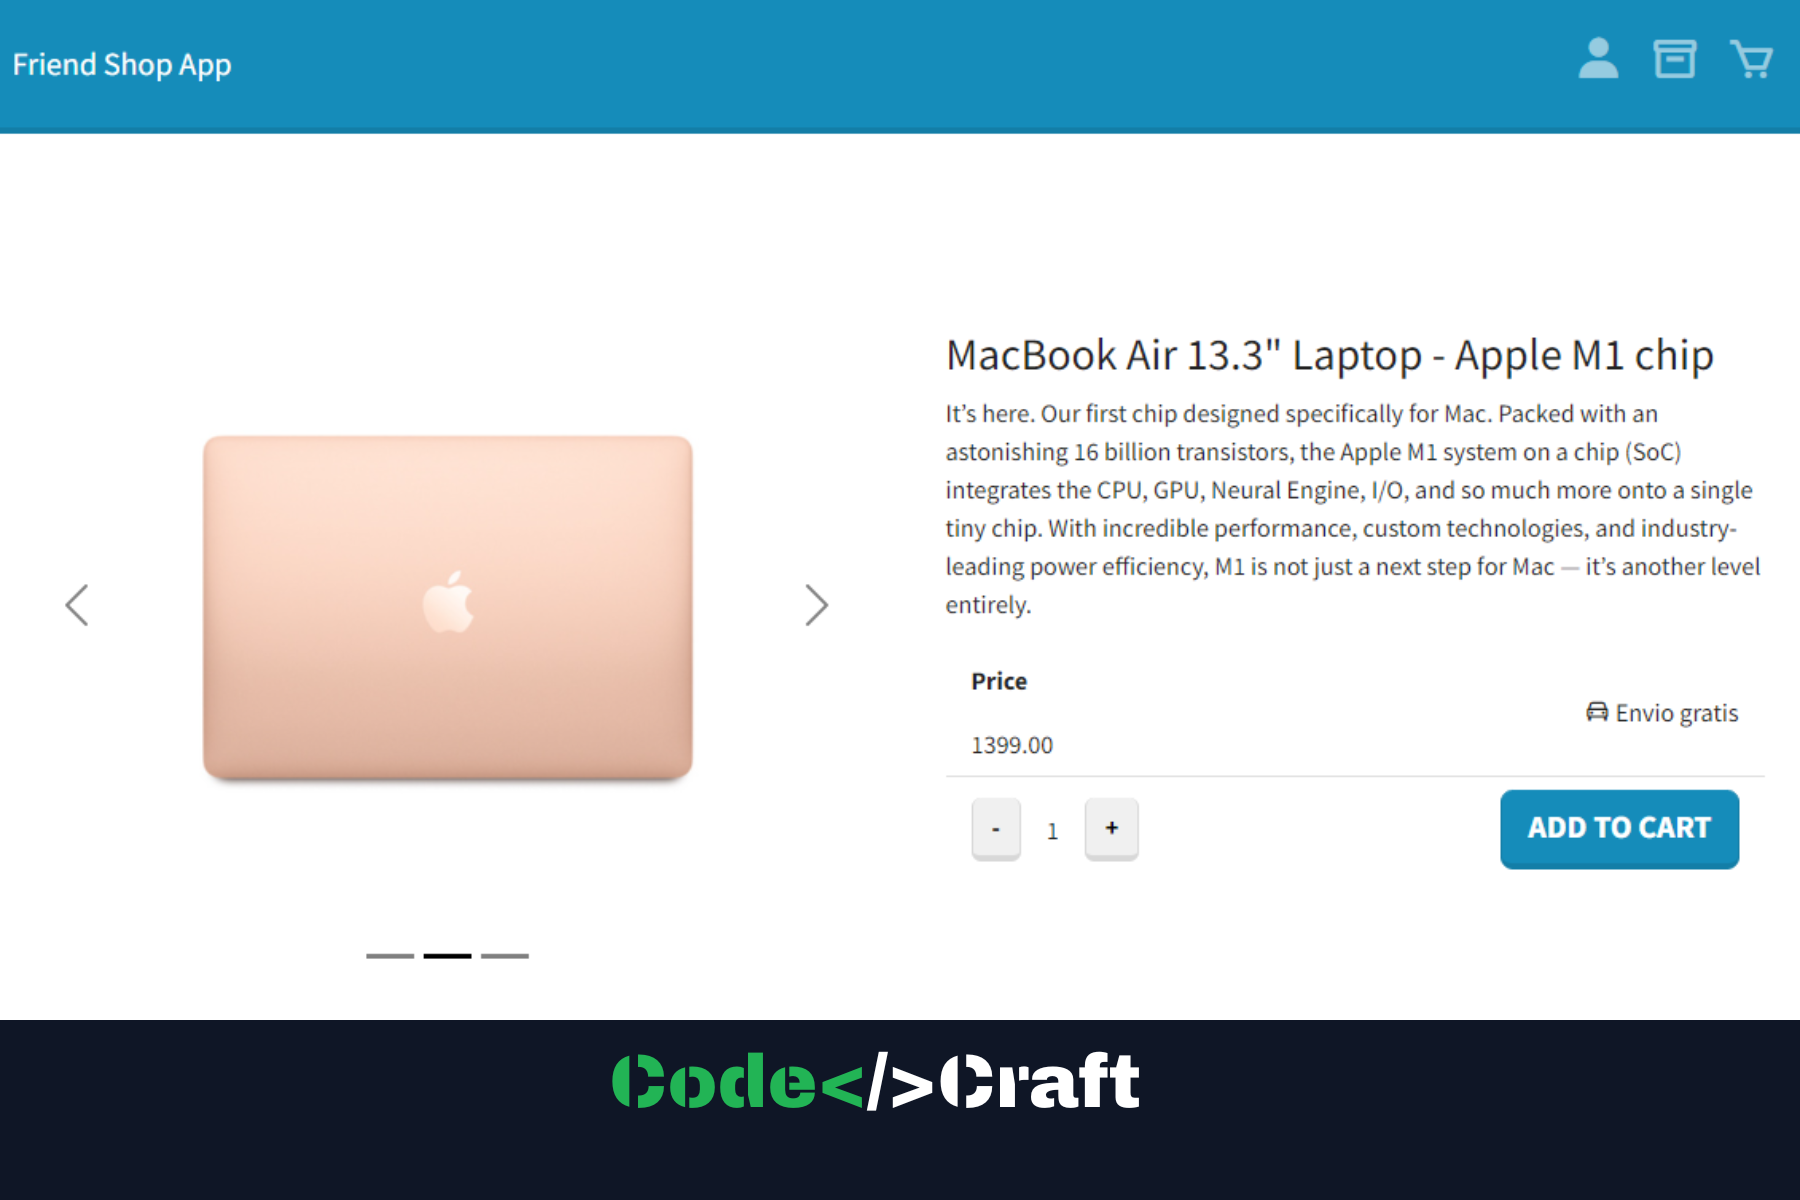 Friend Shop App
MacBook Air 13.3" Laptop - Apple M1 chip
It’s here. Our first chip designed specifically for Mac. Packed with an
astonishing 16 billion transistors, the Apple M1 system on a chip (SoC)
integrates the CPU, GPU, Neural Engine, I/O, and so much more onto a single
tiny chip. With incredible performance, custom technologies, and industry-
leading power efficiency, M1 is not just a next step for Mac — it’s another level
entirely.
Price
Envio gratis
1399.00
- 1 +
ADD TO CART
Code</>Craft